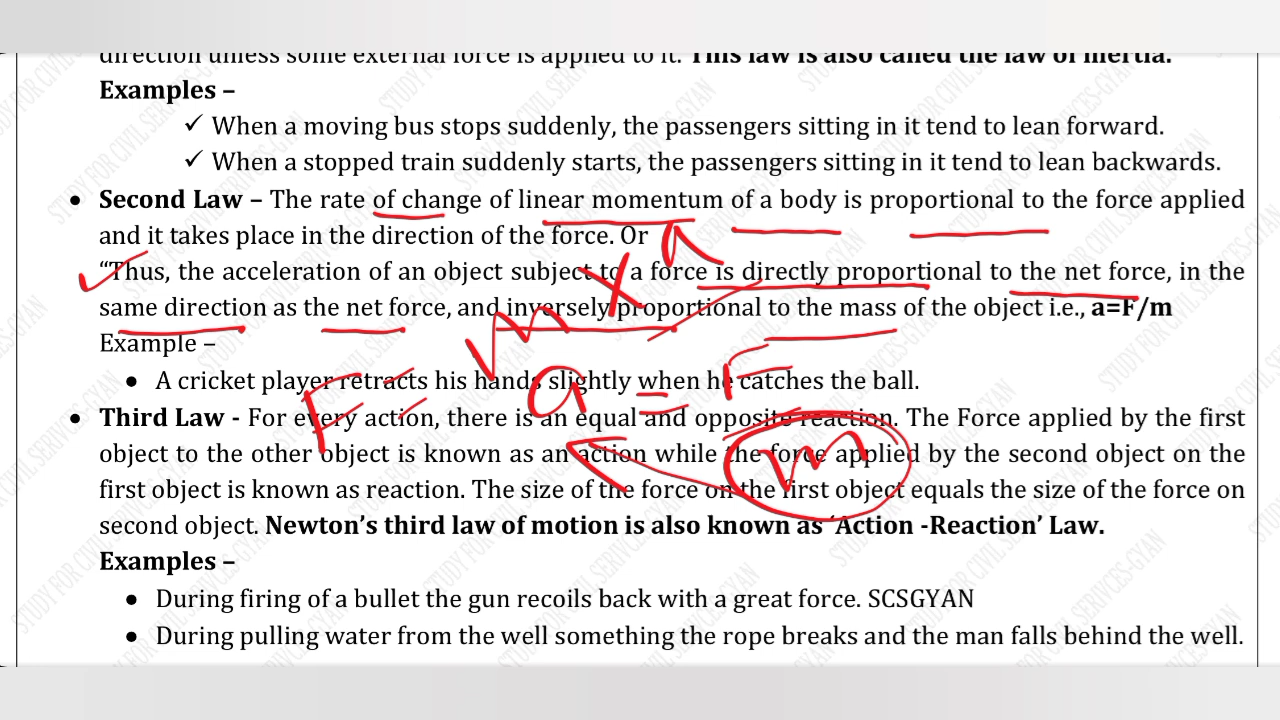 direction unless some external force is applied to it. This law is also called the law of inertia.
Examples –
✓ When a moving bus stops suddenly, the passengers sitting in it tend to lean forward.
✓ When a stopped train suddenly starts, the passengers sitting in it tend to lean backwards.
• Second Law – The rate of change of linear momentum of a body is proportional to the force applied
and it takes place in the direction of the force. Or
“Thus, the acceleration of an object subject to a force is directly proportional to the net force, in the
same direction as the net force, and inversely proportional to the mass of the object i.e., a=F/m
Example –
F = m x a
• A cricket player retracts his hands slightly when he catches the ball.
a = F
m
• Third Law - For every action, there is an equal and opposite reaction. The Force applied by the first
object to the other object is known as an action while the force applied by the second object on the
first object is known as reaction. The size of the force on the first object equals the size of the force on
second object. Newton’s third law of motion is also known as ‘Action -Reaction’ Law.
Examples –
• During firing of a bullet the gun recoils back with a great force. SCSGYAN
• During pulling water from the well something the rope breaks and the man falls behind the well.
STUDY FOR CIVIL SERIVCES-GYAN